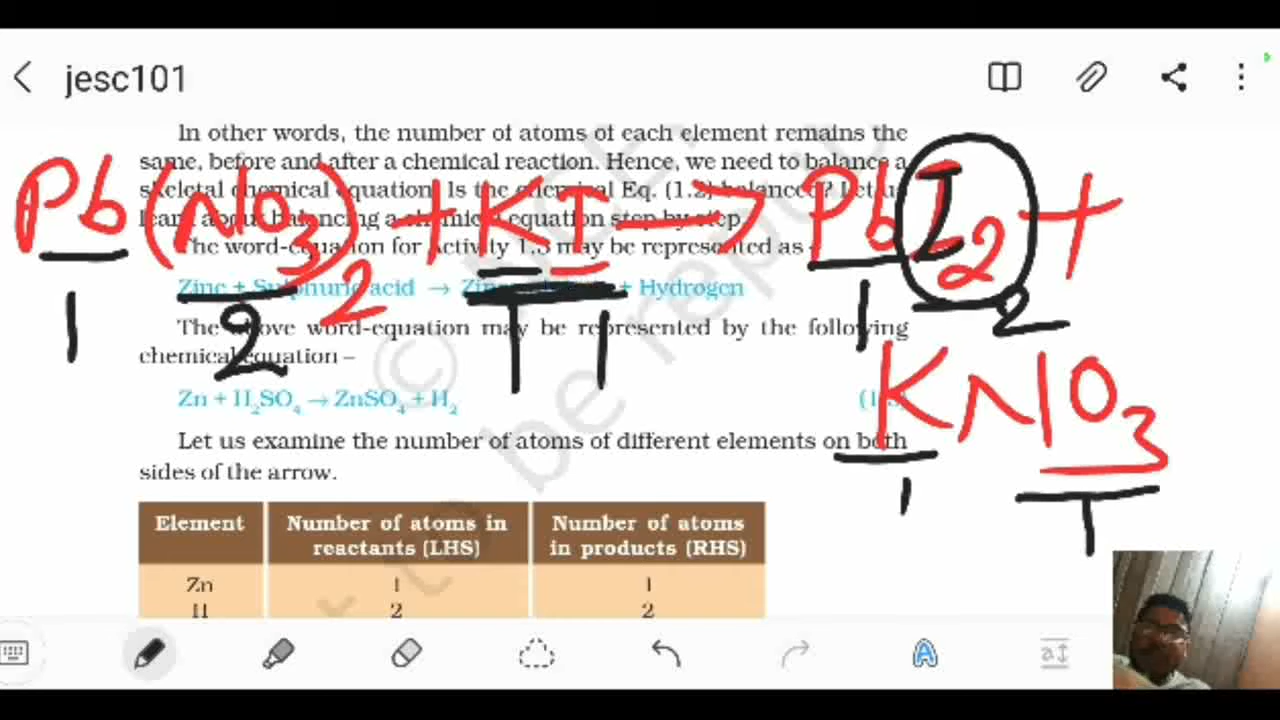 jesc101
In other words, the number of atoms of each element remains the
same, before and after a chemical reaction. Hence, we need to balance a
skeletal chemical equation. Is the chemical Eq. (1.2) balanced? Let us
learn about balancing a chemical equation step by step.
Pb(NO3)2 + KI → PbI2 +
The word-equation for Activity 1.3 may be represented as –
Zinc + Sulphuric acid → + Hydrogen
1 2 1 1 1 2
The above word-equation may be represented by the following
chemical equation –
KNO3
Zn + H₂SO₄ → ZnSO₄ + H₂
Let us examine the number of atoms of different elements on both
sides of the arrow.
1 1
Element Number of atoms in reactants (LHS) Number of atoms in products (RHS)
Zn 1 1
H 2 2